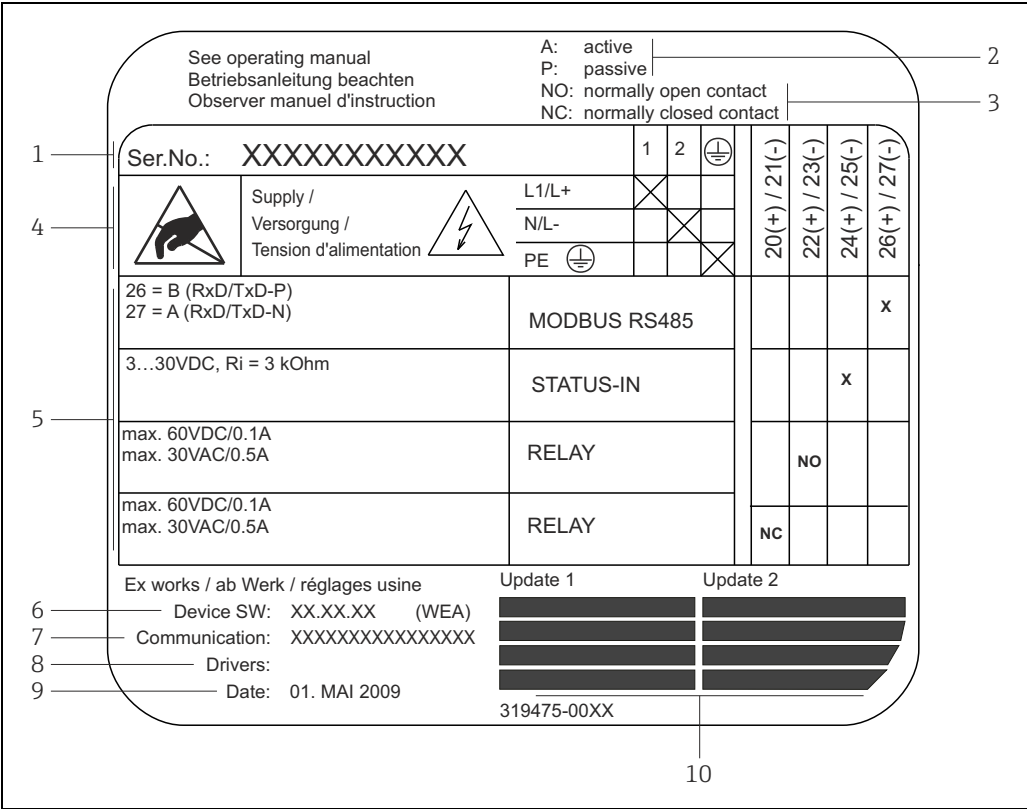 See operating manual
Betriebsanleitung beachten
Observer manuel d'instruction
A: active
P: passive
NO: normally open contact
NC: normally closed contact
2
3
1
Ser.No.: XXXXXXXXXXX
1 2
20(+) / 21(-)
22(+) / 23(-)
24(+) / 25(-)
26(+) / 27(-)
4
Supply /
Versorgung /
Tension d'alimentation
L1/L+
N/L-
PE
5
26 = B (RxD/TxD-P)
27 = A (RxD/TxD-N)
MODBUS RS485
X
3...30VDC, Ri = 3 kOhm
STATUS-IN
X
max. 60VDC/0.1A
max. 30VAC/0.5A
RELAY
NO
max. 60VDC/0.1A
max. 30VAC/0.5A
RELAY
NC
Ex works / ab Werk / réglages usine
Update 1
Update 2
6
Device SW: XX.XX.XX (WEA)
7
Communication: XXXXXXXXXXXXXXXX
8
Drivers:
9
Date: 01. MAI 2009
319475-00XX
10